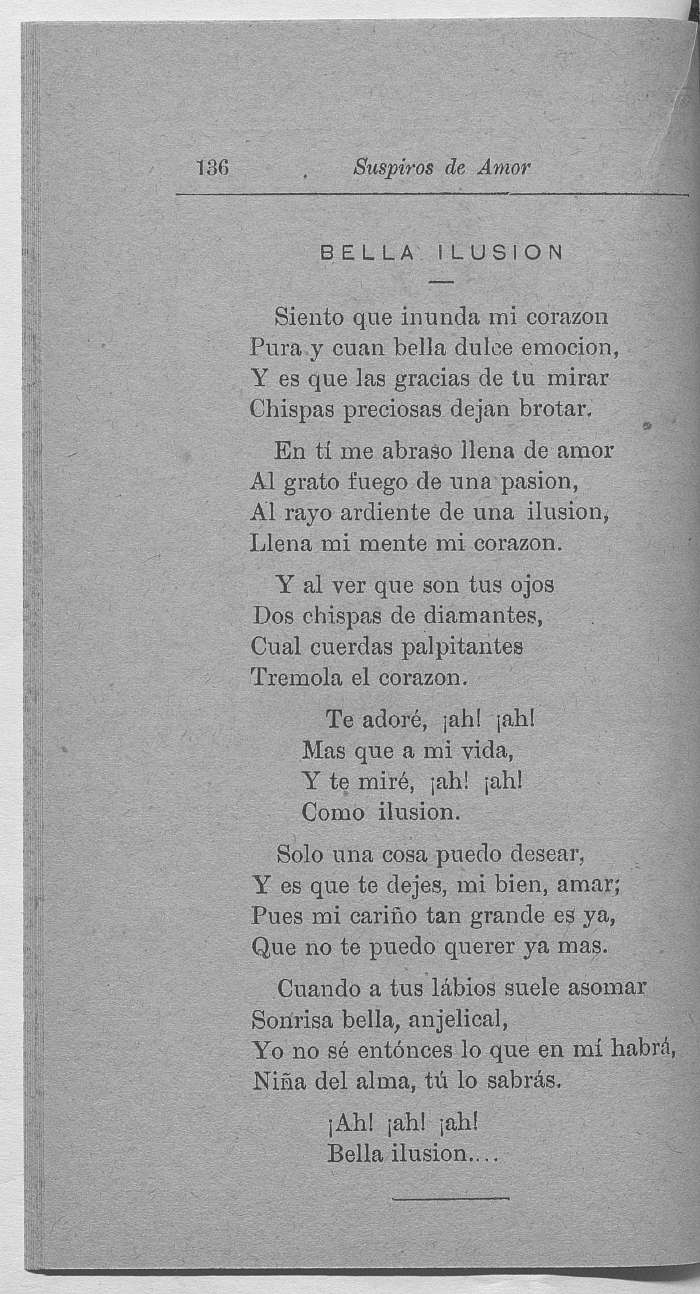 136 Suspiros de Amor
BELLA ILUSION
Siento que inunda mi corazon
Pura y cuan bella dulce emocion,
Y es que las gracias de tu mirar
Chispas preciosas dejan brotar.
En tí me abraso llena de amor
Al grato fuego de una pasion,
Al rayo ardiente de una ilusion,
Llena mi mente mi corazon.
Y al ver que son tus ojos
Dos chispas de diamantes,
Cual cuerdas palpitantes
Tremola el corazon.
Te adoré, ¡ah! ¡ah!
Mas que a mi vida,
Y te miré, ¡ah! ¡ah!
Como ilusion.
Solo una cosa puedo desear,
Y es que te dejes, mi bien, amar;
Pues mi cariño tan grande es ya,
Que no te puedo querer ya mas.
Cuando a tus lábios suele asomar
Sonrisa bella, anjelical,
Yo no sé entónces lo que en mí habrá,
Niña del alma, tú lo sabrás.
¡Ah! ¡ah! ¡ah!
Bella ilusion....